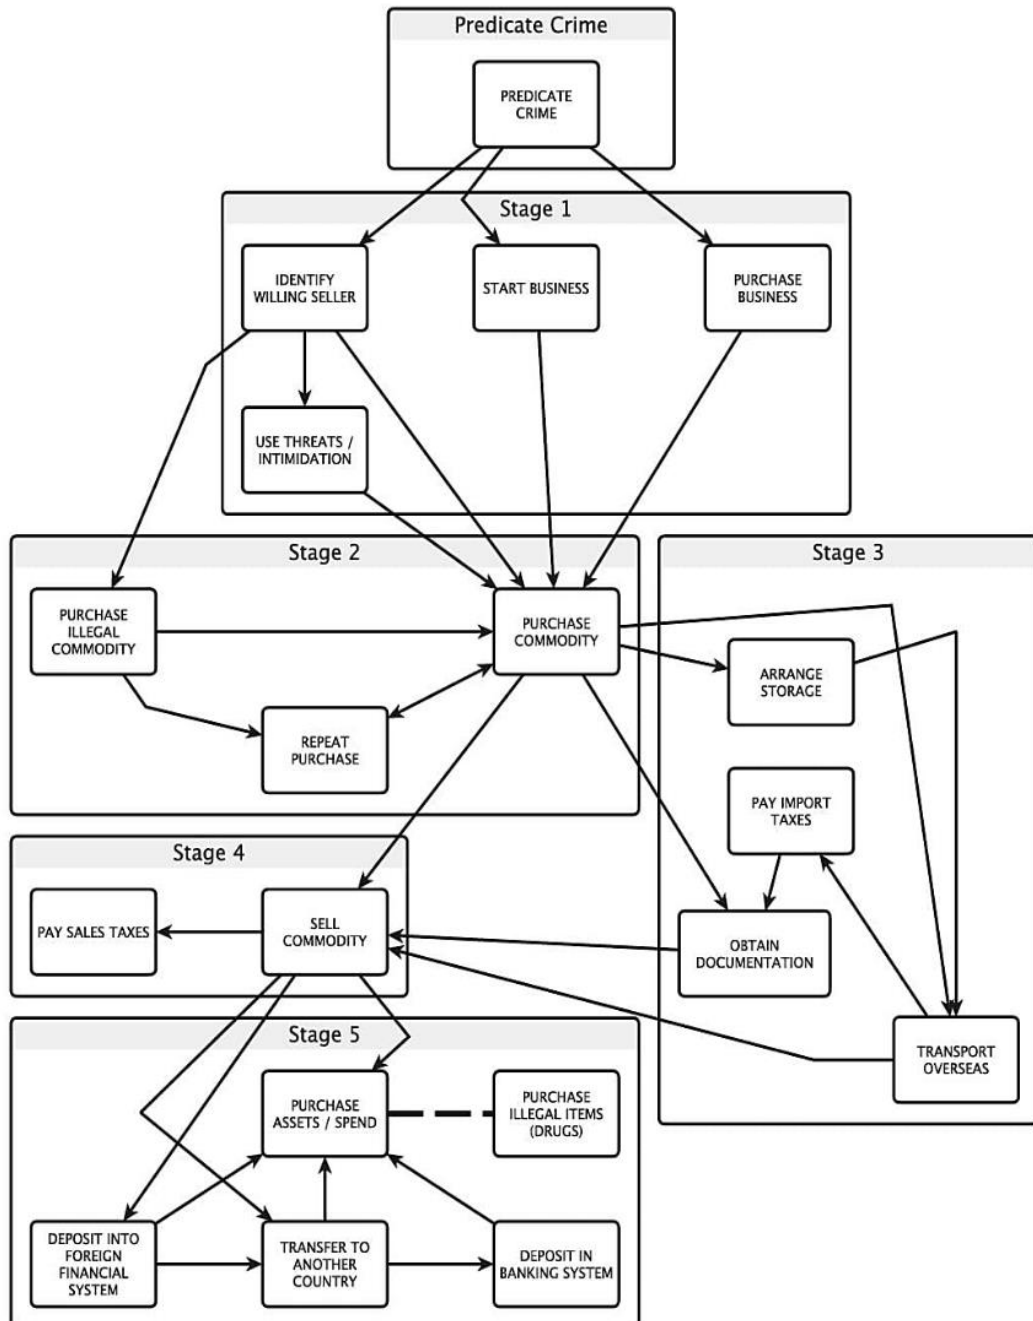 Predicate Crime
PREDICATE
CRIME
Stage 1
IDENTIFY
WILLING SELLER
START BUSINESS
PURCHASE
BUSINESS
USE THREATS /
INTIMIDATION
Stage 2
PURCHASE
ILLEGAL
COMMODITY
PURCHASE
COMMODITY
REPEAT
PURCHASE
Stage 3
ARRANGE
STORAGE
PAY IMPORT
TAXES
OBTAIN
DOCUMENTATION
TRANSPORT
OVERSEAS
Stage 4
PAY SALES TAXES
SELL
COMMODITY
Stage 5
PURCHASE
ASSETS / SPEND
PURCHASE
ILLEGAL ITEMS
(DRUGS)
DEPOSIT INTO
FOREIGN
FINANCIAL
SYSTEM
TRANSFER TO
ANOTHER
COUNTRY
DEPOSIT IN
BANKING SYSTEM